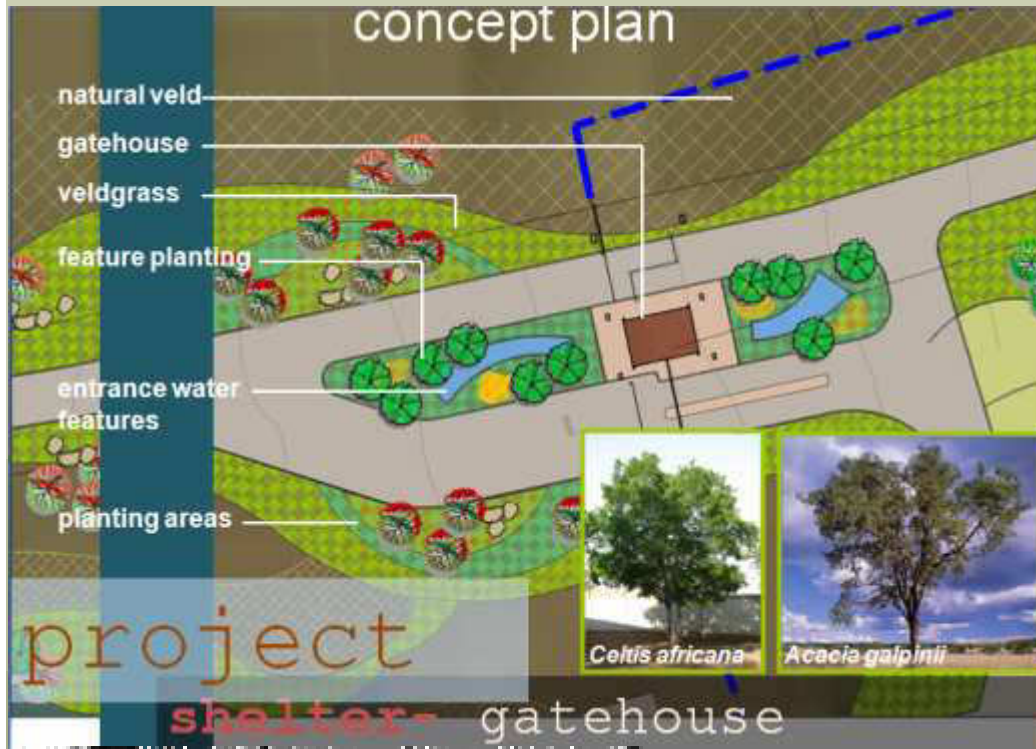 concept plan
natural veld
gatehouse
veldgrass
feature planting
entrance water
features
planting areas
Celtis africana
Acacia galpinii
project
shelter- gatehouse